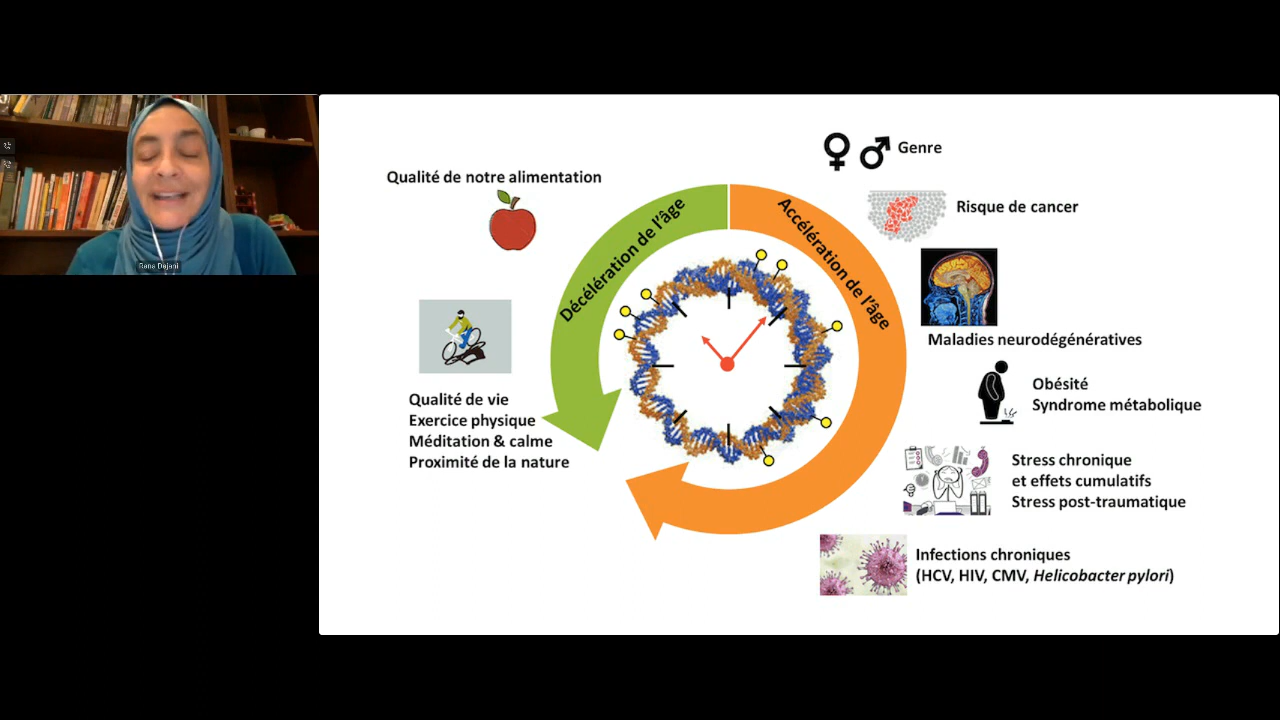 Rana Dajani
Genre
Qualité de notre alimentation
Risque de cancer
Décélération de l'âge
Accélération de l'âge
Maladies neurodégénératives
Obésité
Syndrome métabolique
Qualité de vie
Exercice physique
Méditation & calme
Proximité de la nature
Stress chronique
et effets cumulatifs
Stress post-traumatique
Infections chroniques
(HCV, HIV, CMV, Helicobacter pylori)